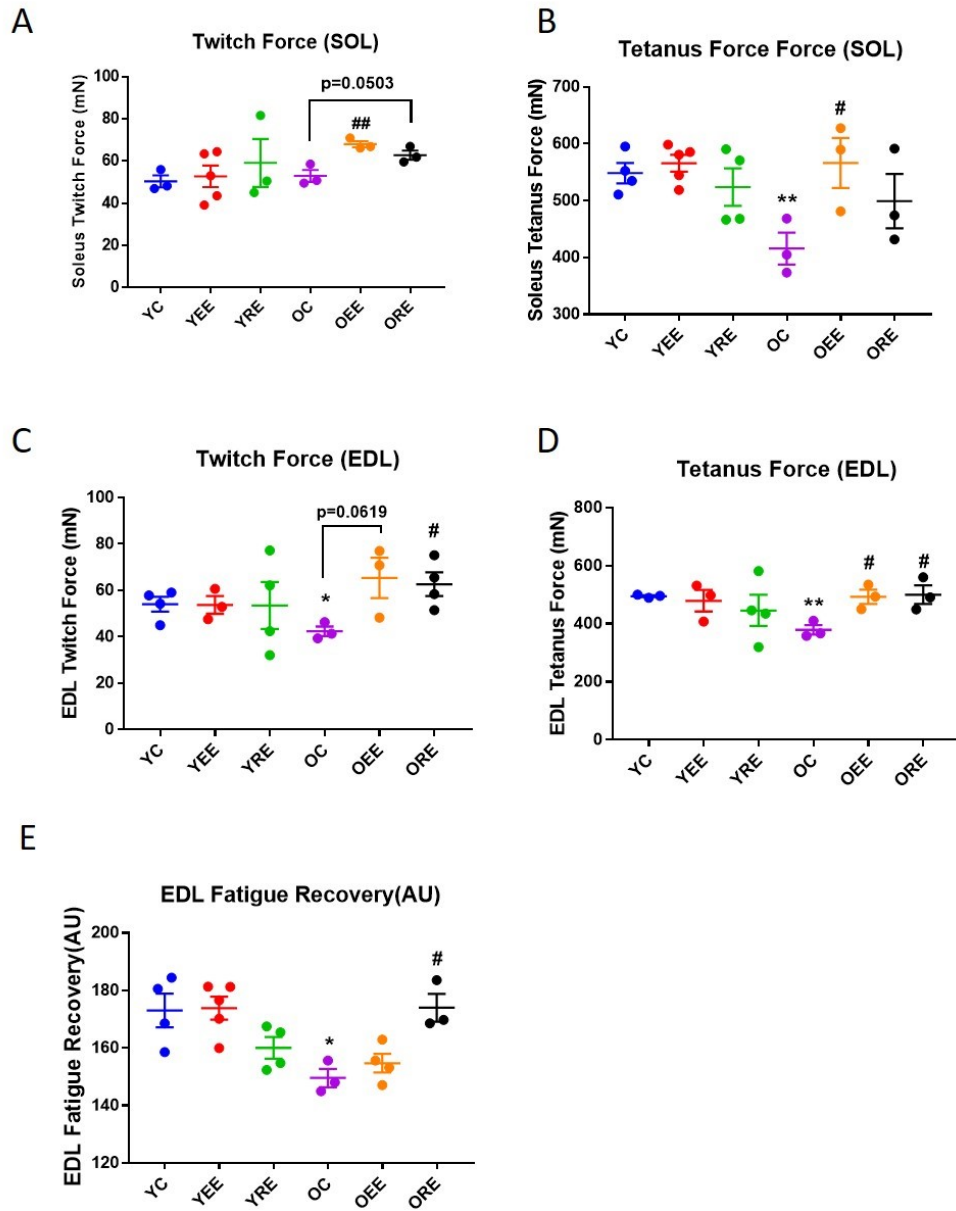 A
Twitch Force (SOL)
Soleus Twitch Force (mN)
100
80
60
40
20
0
p=0.0503
##
YC
YEE
YRE
OC
OEE
ORE
B
Tetanus Force Force (SOL)
Soleus Tetanus Force (mN)
700
600
500
400
300
**
#
YC
YEE
YRE
OC
OEE
ORE
C
Twitch Force (EDL)
EDL Twitch Force (mN)
100
80
60
40
20
0
p=0.0619
*
#
YC
YEE
YRE
OC
OEE
ORE
D
Tetanus Force (EDL)
EDL Tetanus Force (mN)
800
600
400
200
0
**
#
#
YC
YEE
YRE
OC
OEE
ORE
E
EDL Fatigue Recovery(AU)
EDL Fatigue Recovery(AU)
200
180
160
140
120
*
#
YC
YEE
YRE
OC
OEE
ORE